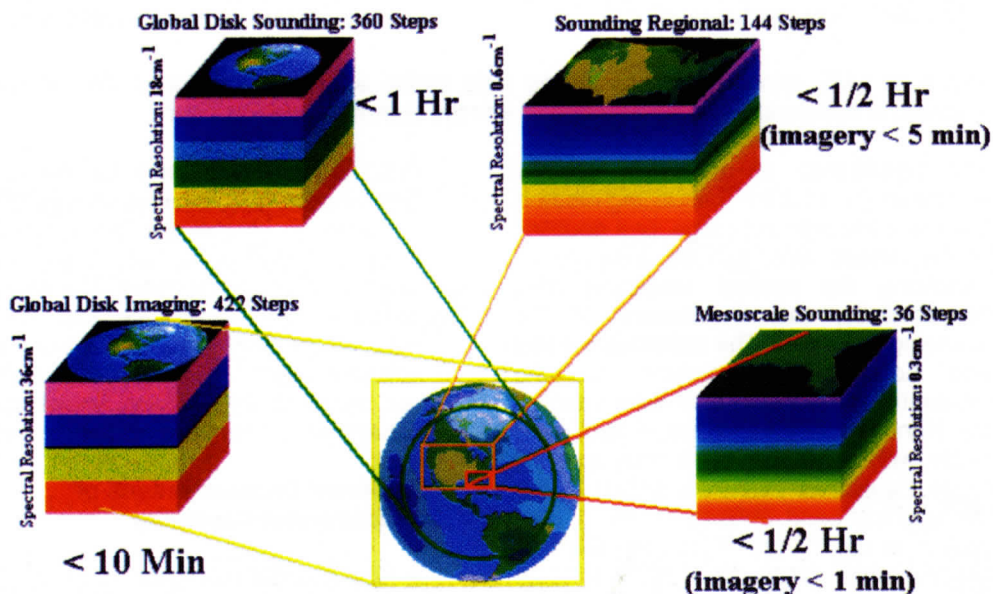 Global Disk Sounding: 360 Steps
Spectral Resolution: 18cm-1
< 1 Hr
Sounding Regional: 144 Steps
Spectral Resolution: 0.6cm-1
< 1/2 Hr
(imagery < 5 min)
Global Disk Imaging: 422 Steps
Spectral Resolution: 36cm-1
< 10 Min
Mesoscale Sounding: 36 Steps
Spectral Resolution: 0.3cm-1
< 1/2 Hr
(imagery < 1 min)